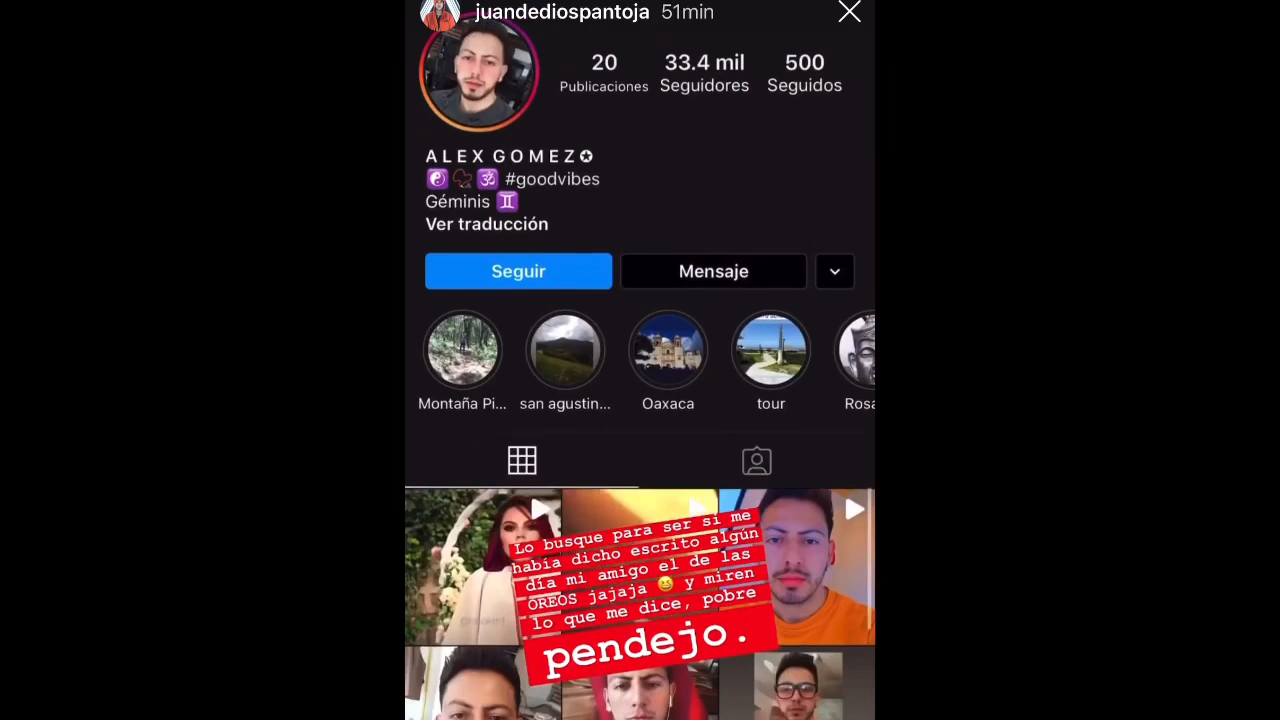 juandediospantoja 51min
20 33.4 mil 500
Publicaciones Seguidores Seguidos
A L E X G O M E Z ✪
☯️ 📿 🕉️ #goodvibes
Géminis ♊
Ver traducción
Seguir Mensaje
Montaña Pi... san agustin... Oaxaca tour Rosa
Lo busque para ser si me
había dicho escrito algún
día mi amigo el de las
OREOS jajaja 😆 y miren
lo que me dice, pobre
pendejo.